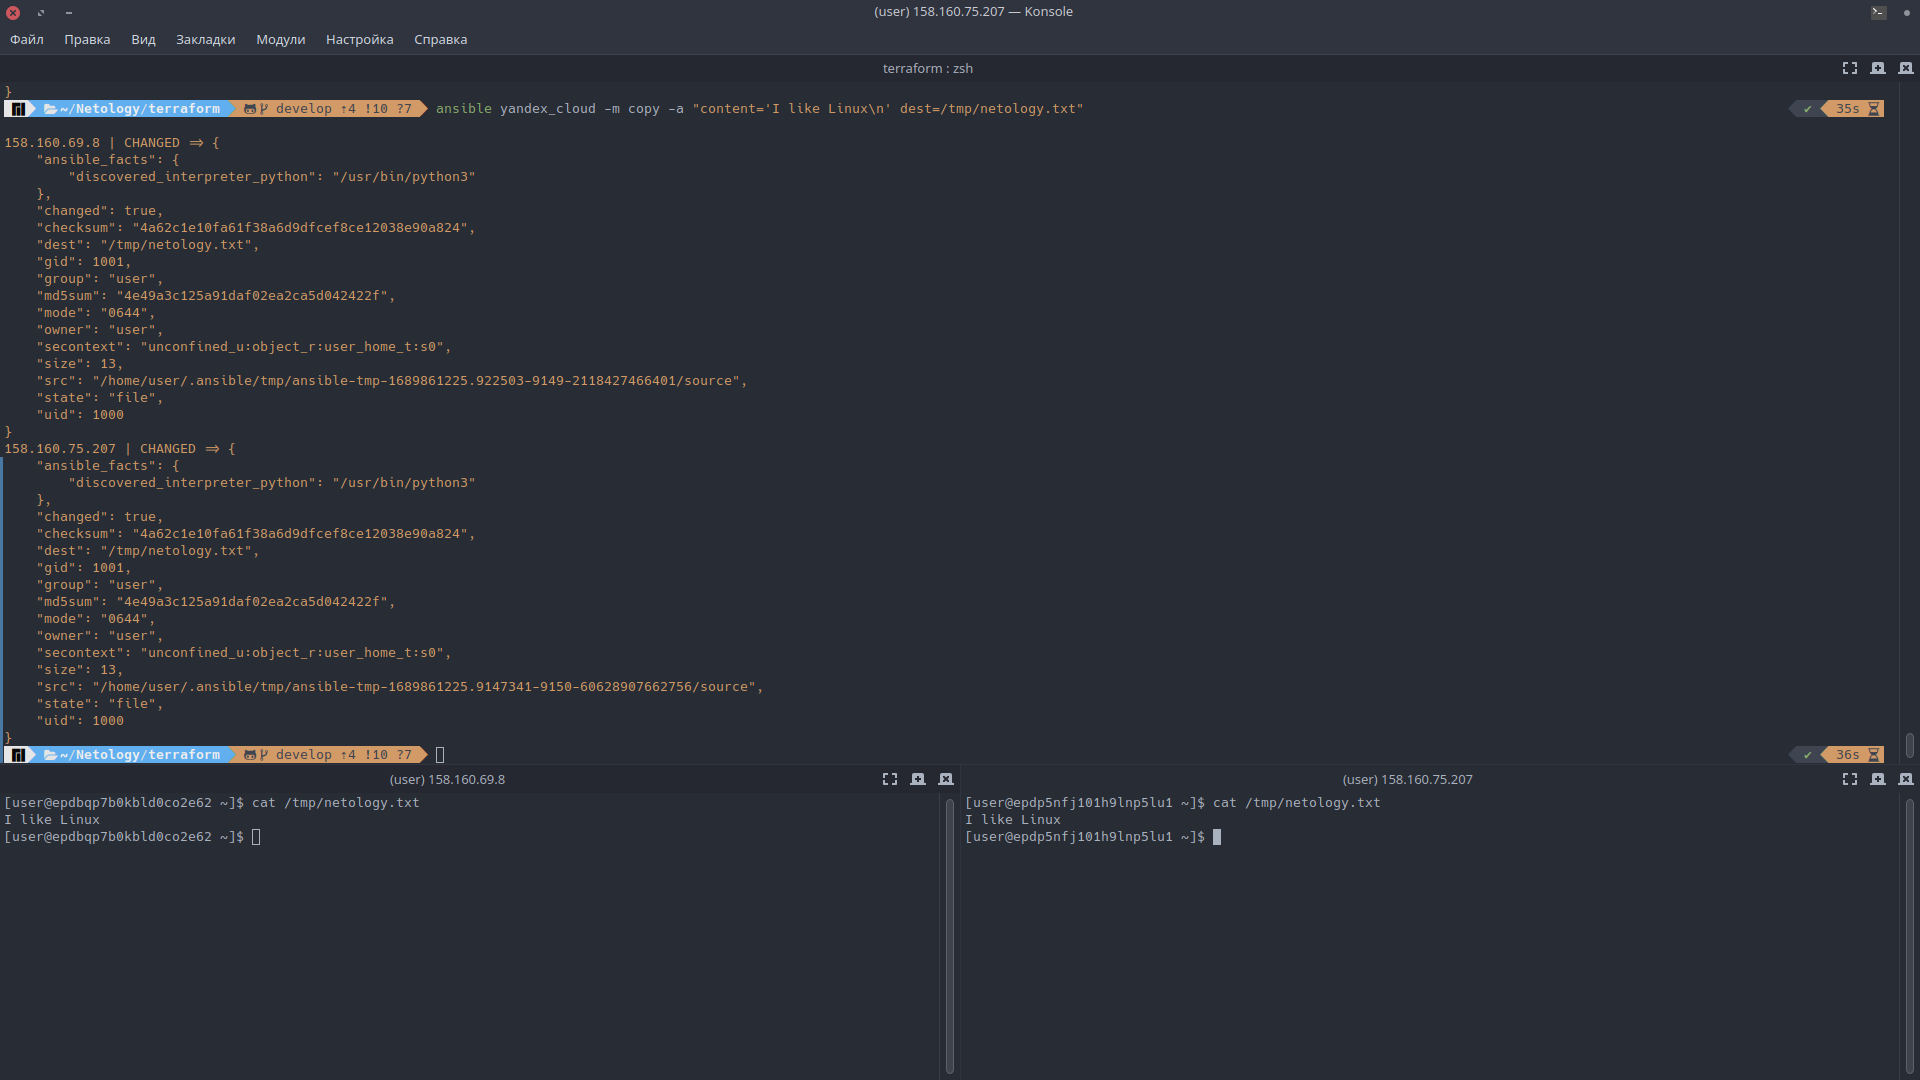 (user) 158.160.75.207 — Konsole
Файл Правка Вид Закладки Модули Настройка Справка
terraform : zsh
}
~/Netology/terraform develop ⇡4 !10 ?7 ansible yandex_cloud -m copy -a "content='I like Linux\n' dest=/tmp/netology.txt" ✔ 35s
158.160.69.8 | CHANGED => {
    "ansible_facts": {
        "discovered_interpreter_python": "/usr/bin/python3"
    },
    "changed": true,
    "checksum": "4a62c1e10fa61f38a6d9dfcef8ce12038e90a824",
    "dest": "/tmp/netology.txt",
    "gid": 1001,
    "group": "user",
    "md5sum": "4e49a3c125a91daf02ea2ca5d042422f",
    "mode": "0644",
    "owner": "user",
    "secontext": "unconfined_u:object_r:user_home_t:s0",
    "size": 13,
    "src": "/home/user/.ansible/tmp/ansible-tmp-1689861225.922503-9149-2118427466401/source",
    "state": "file",
    "uid": 1000
}
158.160.75.207 | CHANGED => {
    "ansible_facts": {
        "discovered_interpreter_python": "/usr/bin/python3"
    },
    "changed": true,
    "checksum": "4a62c1e10fa61f38a6d9dfcef8ce12038e90a824",
    "dest": "/tmp/netology.txt",
    "gid": 1001,
    "group": "user",
    "md5sum": "4e49a3c125a91daf02ea2ca5d042422f",
    "mode": "0644",
    "owner": "user",
    "secontext": "unconfined_u:object_r:user_home_t:s0",
    "size": 13,
    "src": "/home/user/.ansible/tmp/ansible-tmp-1689861225.9147341-9150-60628907662756/source",
    "state": "file",
    "uid": 1000
}
~/Netology/terraform develop ⇡4 !10 ?7 ✔ 36s
(user) 158.160.69.8
[user@epdbqp7b0kbld0co2e62 ~]$ cat /tmp/netology.txt
I like Linux
[user@epdbqp7b0kbld0co2e62 ~]$
(user) 158.160.75.207
[user@epdp5nfj101h9lnp5lu1 ~]$ cat /tmp/netology.txt
I like Linux
[user@epdp5nfj101h9lnp5lu1 ~]$